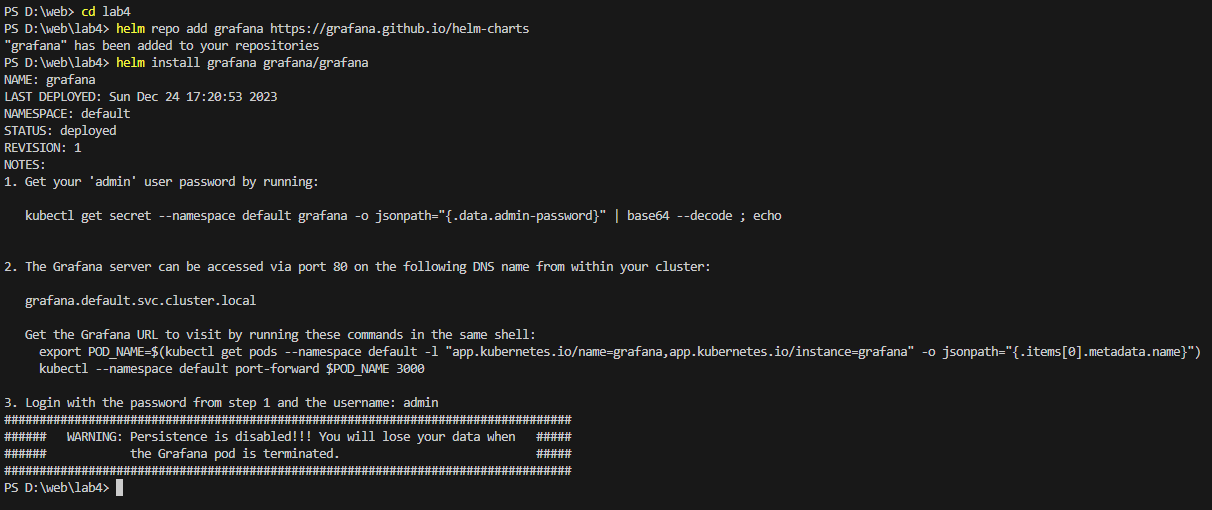 PS D:\web> cd lab4
PS D:\web\lab4> helm repo add grafana https://grafana.github.io/helm-charts
"grafana" has been added to your repositories
PS D:\web\lab4> helm install grafana grafana/grafana
NAME: grafana
LAST DEPLOYED: Sun Dec 24 17:20:53 2023
NAMESPACE: default
STATUS: deployed
REVISION: 1
NOTES:
1. Get your 'admin' user password by running:
kubectl get secret --namespace default grafana -o jsonpath="{.data.admin-password}" | base64 --decode ; echo
2. The Grafana server can be accessed via port 80 on the following DNS name from within your cluster:
grafana.default.svc.cluster.local
Get the Grafana URL to visit by running these commands in the same shell:
export POD_NAME=$(kubectl get pods --namespace default -l "app.kubernetes.io/name=grafana,app.kubernetes.io/instance=grafana" -o jsonpath="{.items[0].metadata.name}")
kubectl --namespace default port-forward $POD_NAME 3000
3. Login with the password from step 1 and the username: admin
#################################################################################
######   WARNING: Persistence is disabled!!! You will lose your data when   #####
######            the Grafana pod is terminated.                            #####
#################################################################################
PS D:\web\lab4>